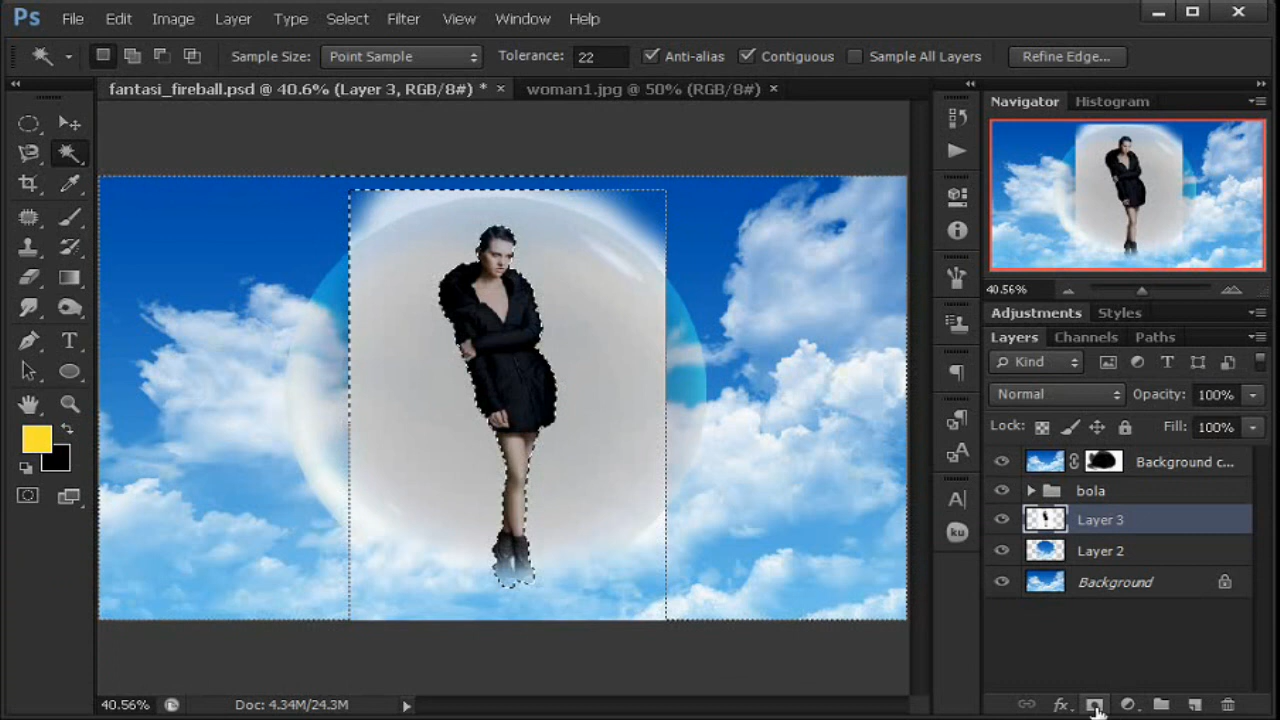 Ps File Edit Image Layer Type Select Filter View Window Help
Sample Size: Point Sample Tolerance: 22 Anti-alias Contiguous Sample All Layers Refine Edge...
fantasi_fireball.psd @ 40.6% (Layer 3, RGB/8#) * × woman1.jpg @ 50% (RGB/8#) ×
Navigator Histogram
40.56%
Adjustments Styles
Layers Channels Paths
Kind
Normal Opacity: 100%
Lock: Fill: 100%
Background c...
bola
Layer 3
Layer 2
Background
ku
40.56% Doc: 4.34M/24.3M
fx